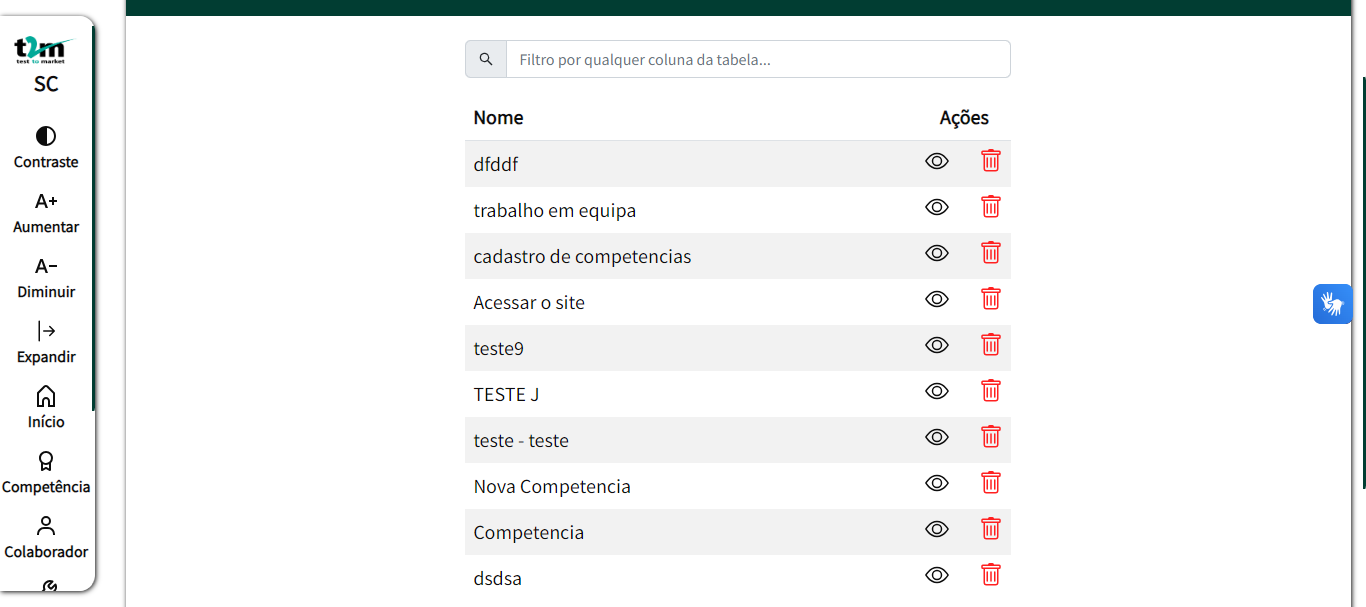 t2m
test to market
SC
Contraste
A+
Aumentar
A-
Diminuir
Expandir
Início
Competência
Colaborador
Filtro por qualquer coluna da tabela...
Nome Ações
dfddf
trabalho em equipa
cadastro de competencias
Acessar o site
teste9
TESTE J
teste - teste
Nova Competencia
Competencia
dsdsa